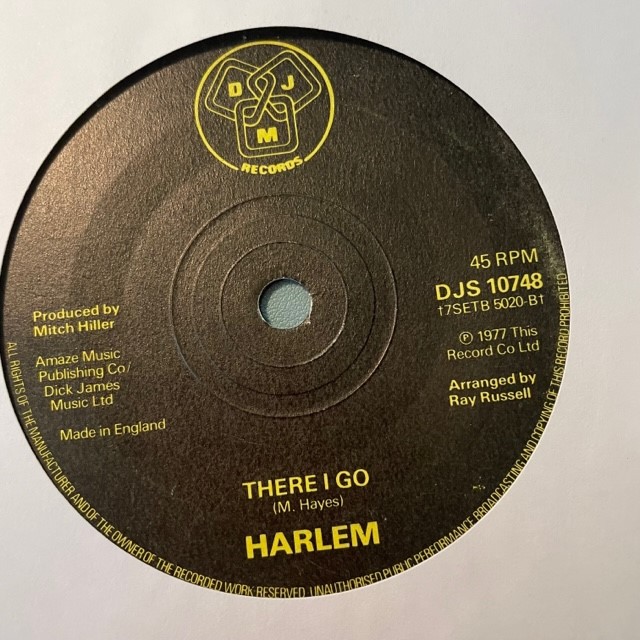 D J
M
RECORDS
45 RPM
DJS 10748
†7SETB 5020-B†
℗ 1977 This
Record Co Ltd
Arranged by
Ray Russell
Produced by
Mitch Hiller
Amaze Music
Publishing Co/
Dick James
Music Ltd
Made in England
THERE I GO
(M. Hayes)
HARLEM
ALL RIGHTS OF THE MANUFACTURER AND OF THE OWNER OF THE RECORDED WORK RESERVED. UNAUTHORISED PUBLIC PERFORMANCE BROADCASTING AND COPYING OF THIS RECORD PROHIBITED